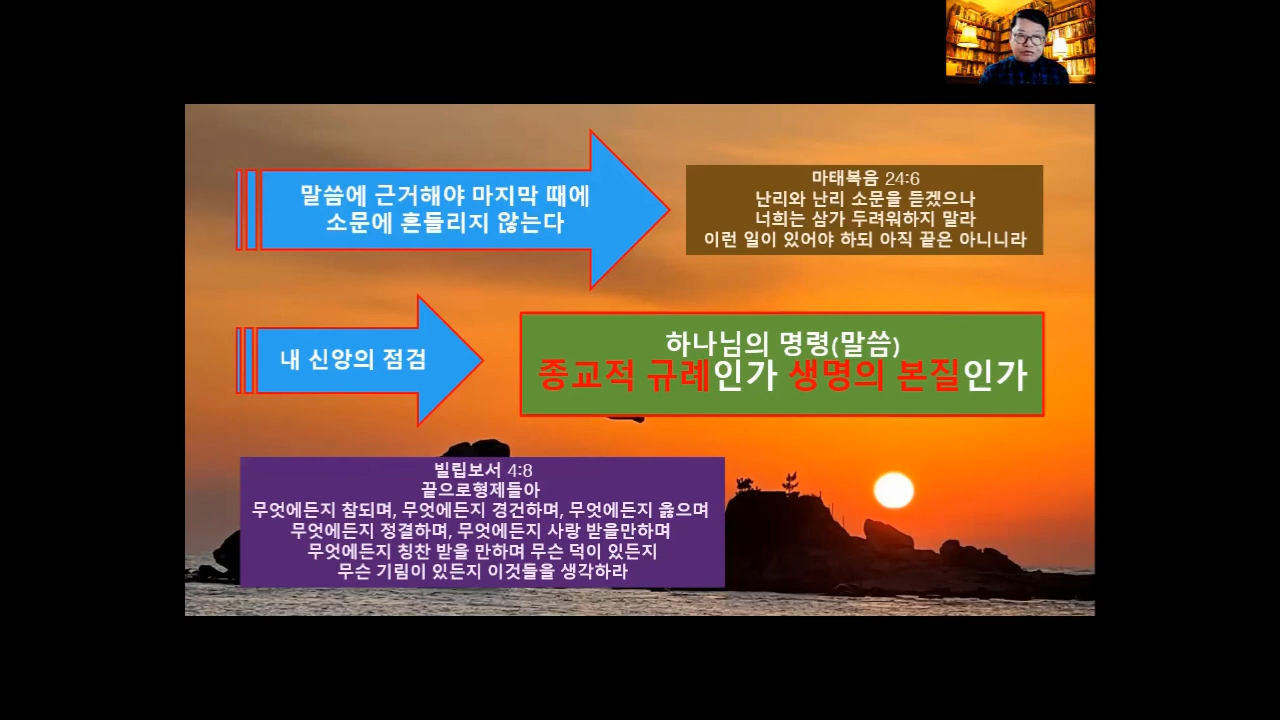 말씀에 근거해야 마지막 때에
소문에 흔들리지 않는다
마태복음 24:6
난리와 난리 소문을 듣겠으나
너희는 삼가 두려워하지 말라
이런 일이 있어야 하되 아직 끝은 아니니라
내 신앙의 점검
하나님의 명령(말씀)
종교적 규례인가 생명의 본질인가
빌립보서 4:8
끝으로형제들아
무엇에든지 참되며, 무엇에든지 경건하며, 무엇에든지 옳으며
무엇에든지 정결하며, 무엇에든지 사랑 받을만하며
무엇에든지 칭찬 받을 만하며 무슨 덕이 있든지
무슨 기림이 있든지 이것들을 생각하라